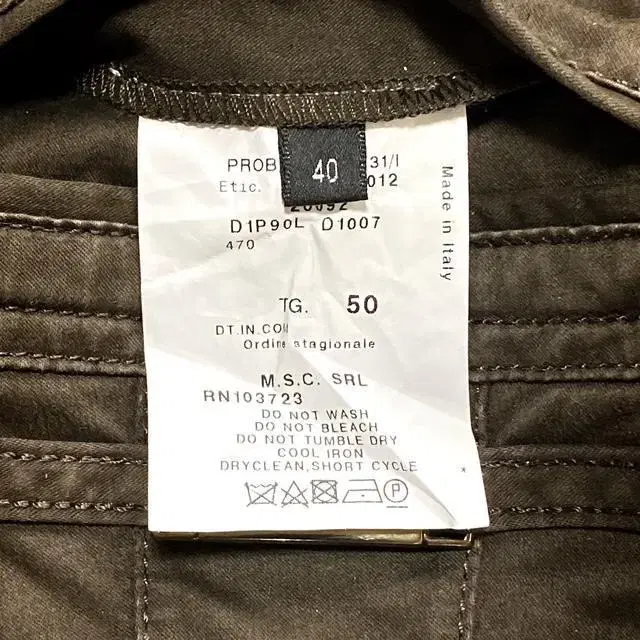 40
PROB 31/I
Etic. 012
20092
D1P90L D1007
470
Made in Italy
TG. 50
DT.IN.CO
Ordine stagionale
M.S.C. SRL
RN103723
DO NOT WASH
DO NOT BLEACH
DO NOT TUMBLE DRY
COOL IRON
DRYCLEAN,SHORT CYCLE *
P